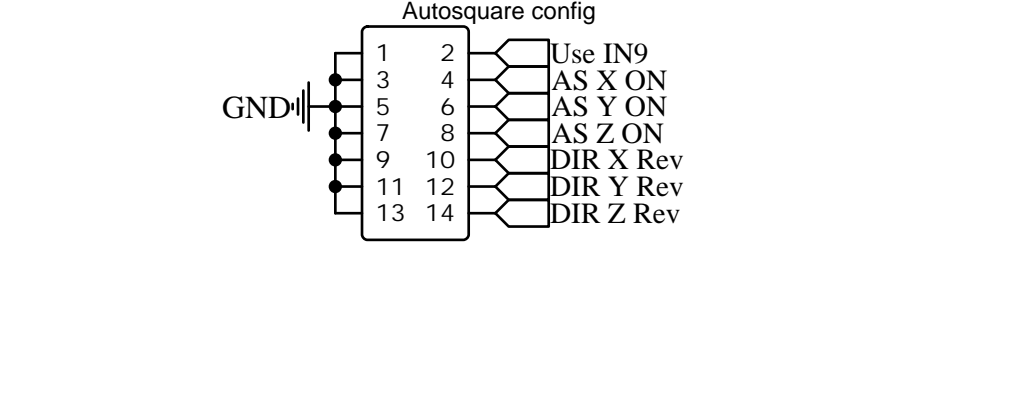 Autosquare config
1 2 Use IN9
3 4 AS X ON
GND 5 6 AS Y ON
7 8 AS Z ON
9 10 DIR X Rev
11 12 DIR Y Rev
13 14 DIR Z Rev